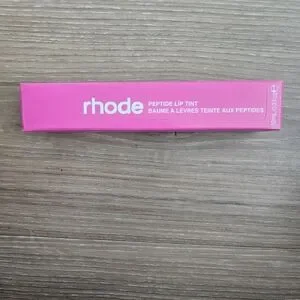 rhode
PEPTIDE LIP TINT
BAUME À LÈVRES TEINTÉ AUX PEPTIDES